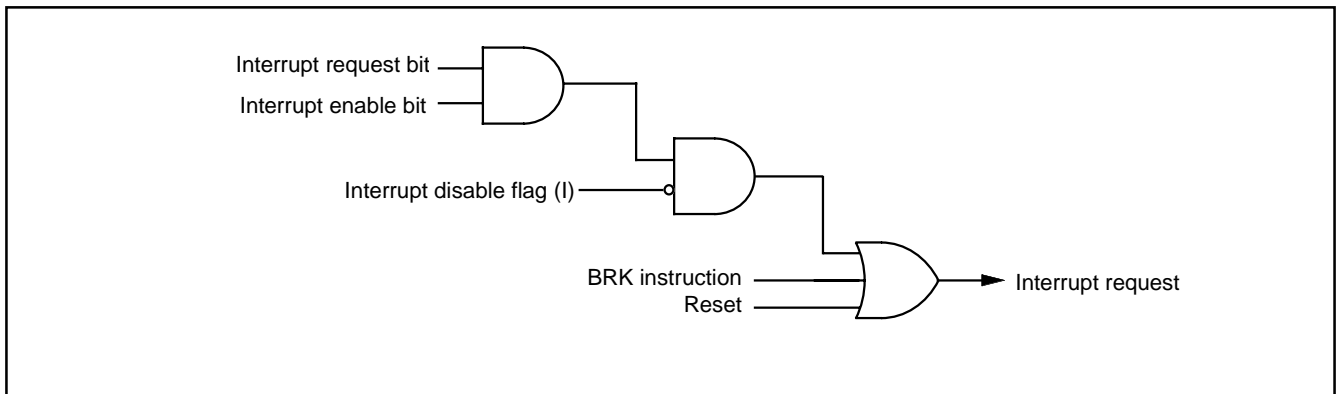 Interrupt request bit
Interrupt enable bit
Interrupt disable flag (I)
BRK instruction
Reset
Interrupt request